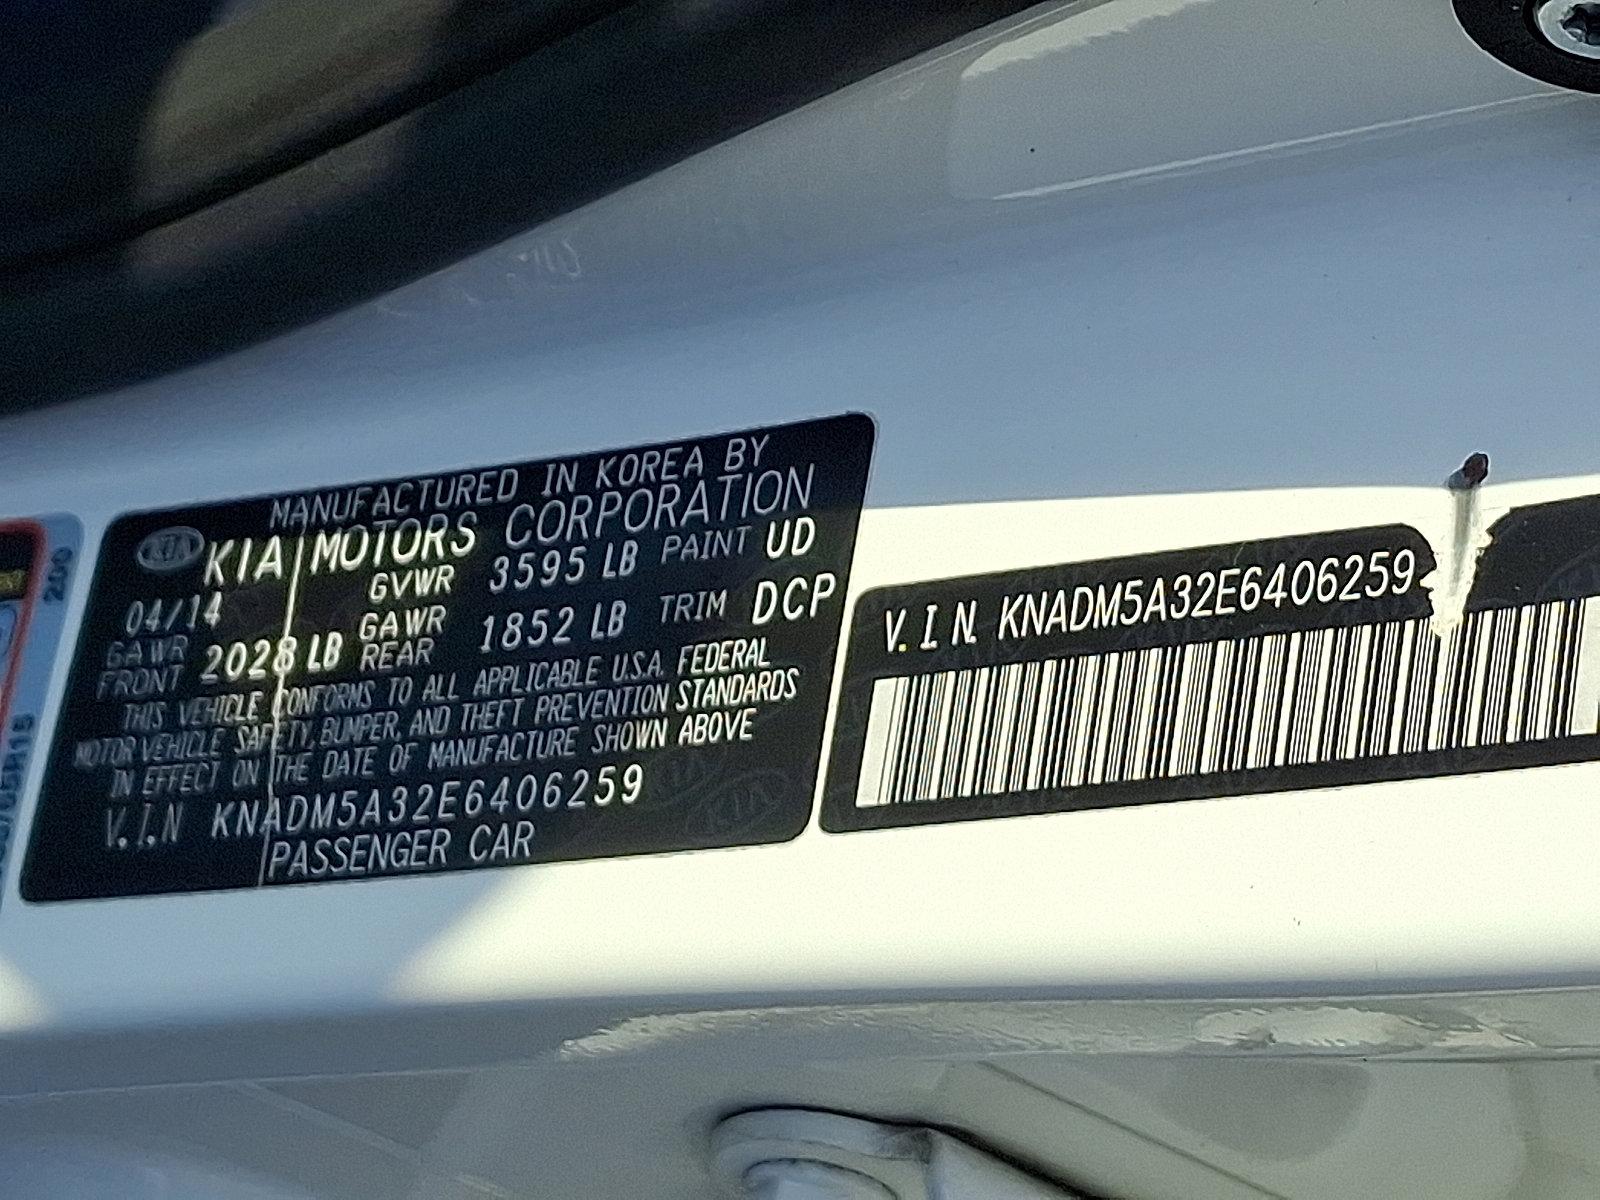 MANUFACTURED IN KOREA BY
KIA KIA MOTORS CORPORATION
04/14 GVWR 3595 LB PAINT UD
GAWR FRONT 2028 LB GAWR REAR 1852 LB TRIM DCP
THIS VEHICLE CONFORMS TO ALL APPLICABLE U.S.A. FEDERAL
MOTOR VEHICLE SAFETY, BUMPER, AND THEFT PREVENTION STANDARDS
IN EFFECT ON THE DATE OF MANUFACTURE SHOWN ABOVE
V.I.N KNADM5A32E6406259
PASSENGER CAR
V.I.N. KNADM5A32E6406259
200